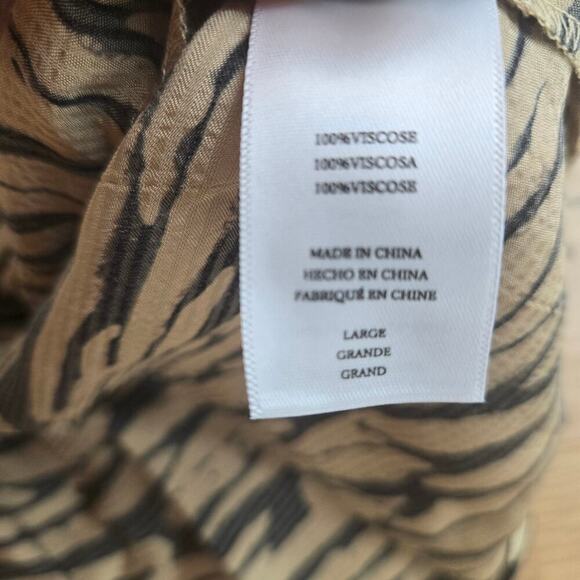 100%VISCOSE
100%VISCOSA
100%VISCOSE
MADE IN CHINA
HECHO EN CHINA
FABRIQUÉ EN CHINE
LARGE
GRANDE
GRAND